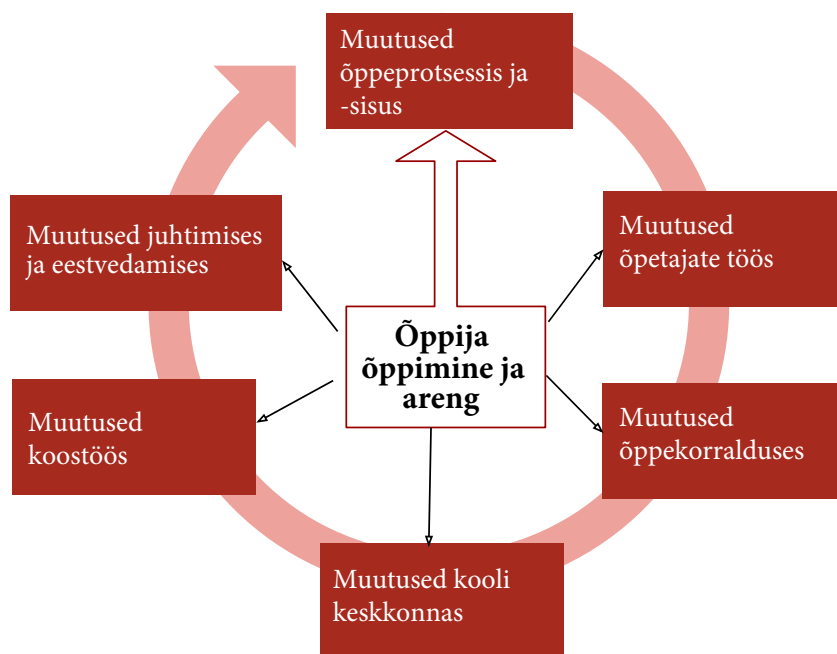 Muutused
õppeprotsessis ja
-sisus
Muutused juhtimises
ja eestvedamises
Muutused
õpetajate töös
Õppija
õppimine ja
areng
Muutused
koostöös
Muutused
õppekorralduses
Muutused kooli
keskkonnas